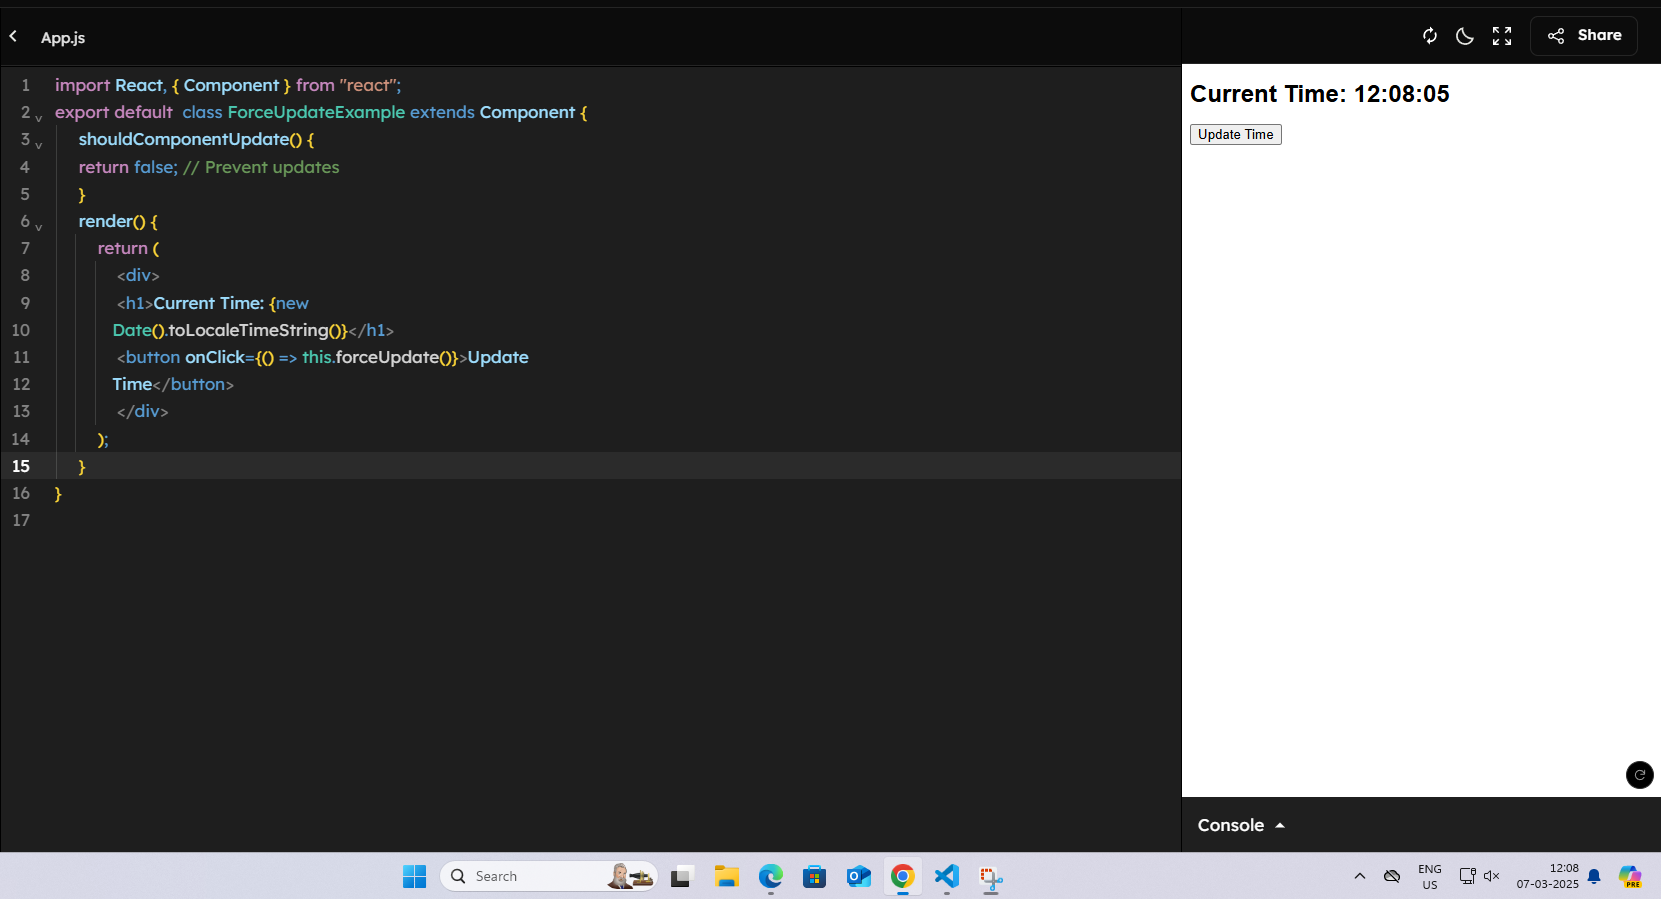 App.js
Share
1 import React, { Component } from "react";
2 export default  class ForceUpdateExample extends Component {
3 shouldComponentUpdate() {
4 return false; // Prevent updates
5 }
6 render() {
7 return (
8 <div>
9 <h1>Current Time: {new
10 Date().toLocaleTimeString()}</h1>
11 <button onClick={() => this.forceUpdate()}>Update
12 Time</button>
13 </div>
14 );
15 }
16 }
17
Current Time: 12:08:05
Update Time
Console
Search
ENG
US
12:08
07-03-2025
PRE